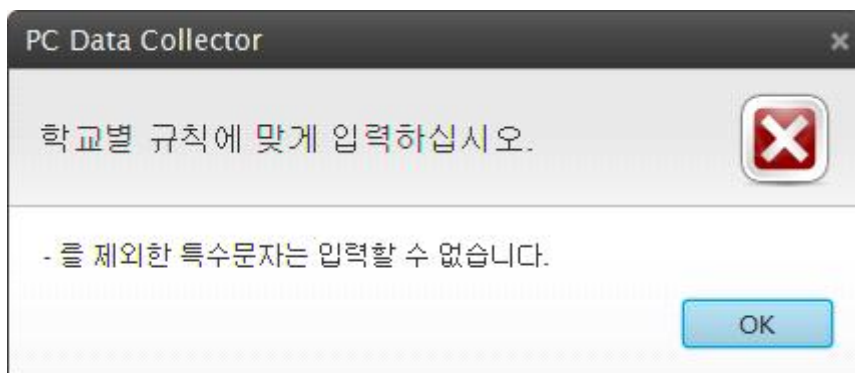 PC Data Collector
학교별 규칙에 맞게 입력하십시오.
- 를 제외한 특수문자는 입력할 수 없습니다.
OK